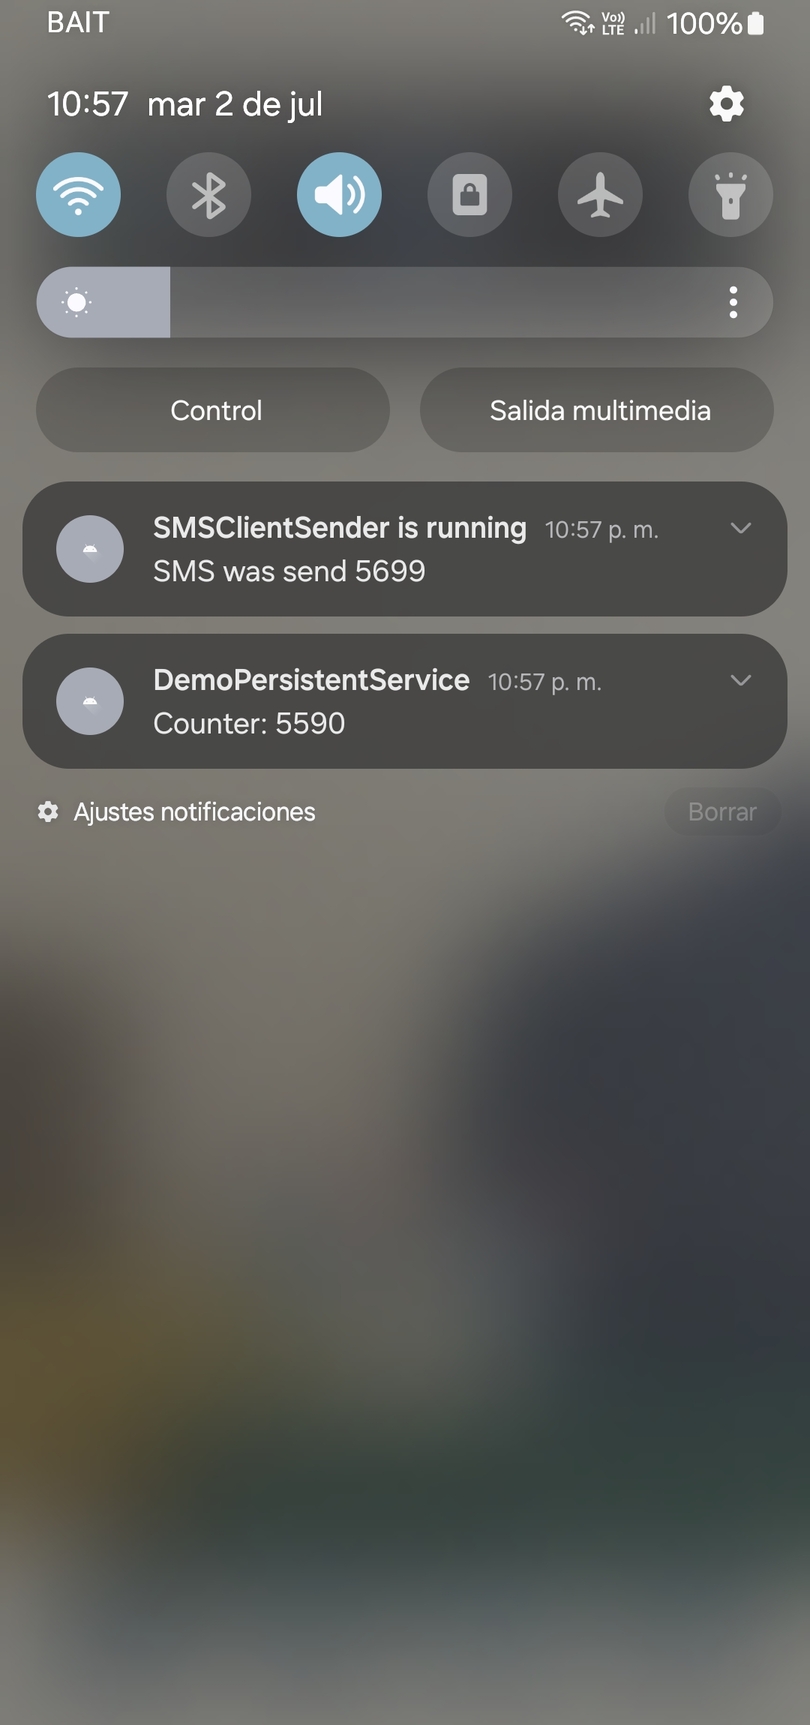 BAIT
Vo)) LTE 100%
10:57 mar 2 de jul
Control
Salida multimedia
SMSClientSender is running 10:57 p. m.
SMS was send 5699
DemoPersistentService 10:57 p. m.
Counter: 5590
Ajustes notificaciones
Borrar